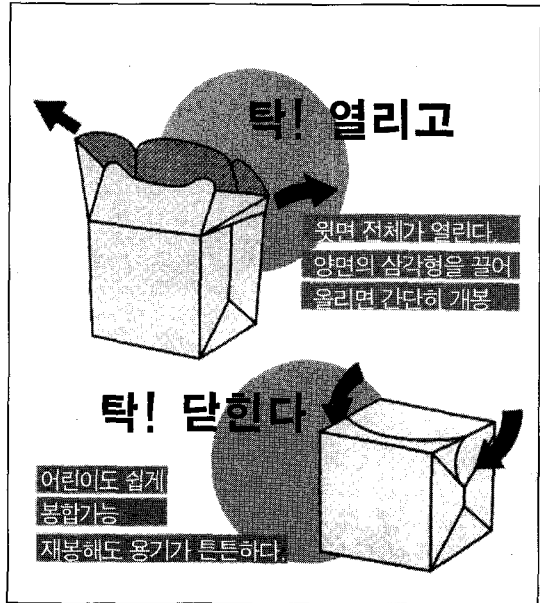 탁! 열리고
윗면 전체가 열린다.
양면의 삼각형을 끌어
올리면 간단히 개봉
탁! 닫힌다
어린이도 쉽게
봉합가능
재봉해도 용기가 튼튼하다.